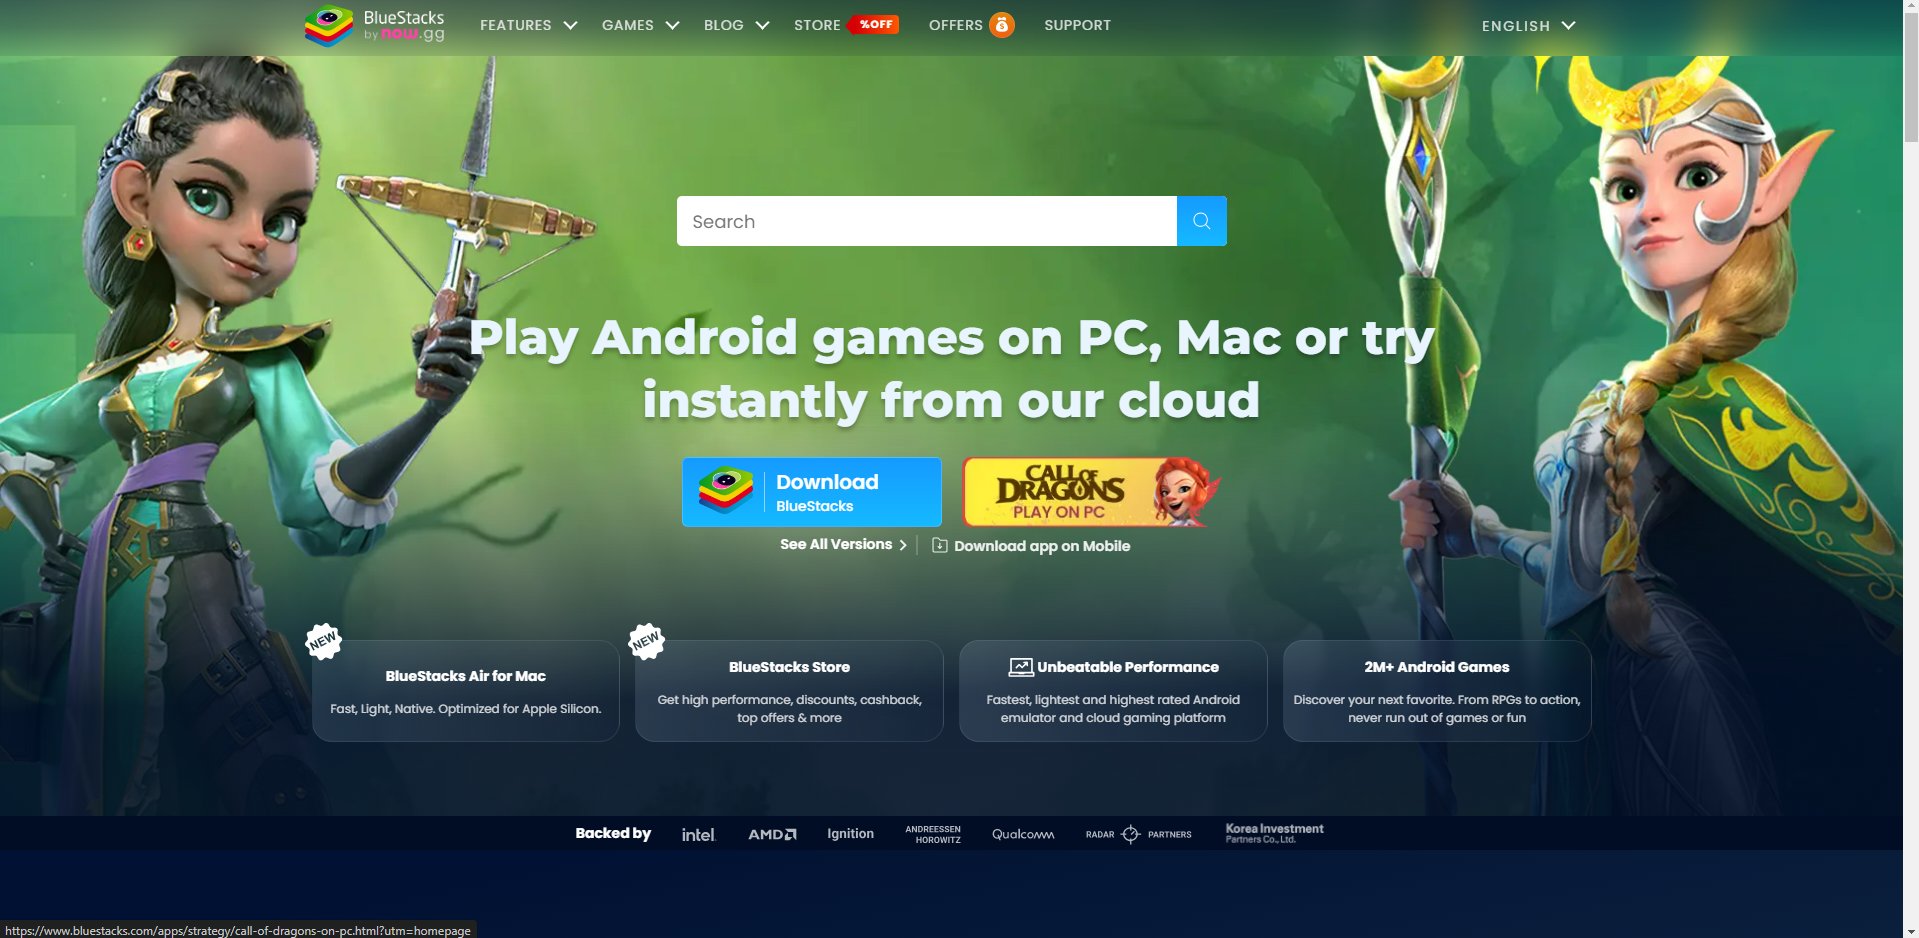 BlueStacks
by now.gg
FEATURES
GAMES
BLOG
STORE
%OFF
OFFERS
SUPPORT
ENGLISH
Search
Play Android games on PC, Mac or try
instantly from our cloud
Download
BlueStacks
CALL OF
DRAGONS
PLAY ON PC
See All Versions
Download app on Mobile
NEW
BlueStacks Air for Mac
Fast, Light, Native. Optimized for Apple Silicon.
NEW
BlueStacks Store
Get high performance, discounts, cashback,
top offers & more
Unbeatable Performance
Fastest, lightest and highest rated Android
emulator and cloud gaming platform
2M+ Android Games
Discover your next favorite. From RPGs to action,
never run out of games or fun
Backed by
intel.
AMD
Ignition
ANDREESSEN
HOROWITZ
Qualcomm
RADAR PARTNERS
Korea Investment
Partners Co., Ltd.
https://www.bluestacks.com/apps/strategy/call-of-dragons-on-pc.html?utm=homepage